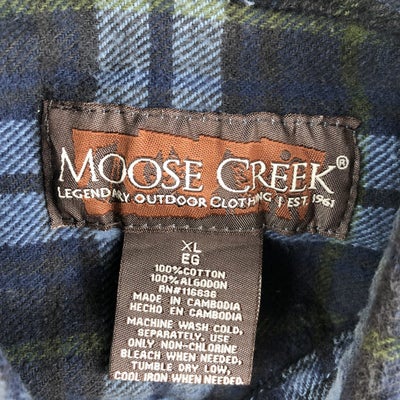 MOOSE CREEK®
LEGENDARY OUTDOOR CLOTHING | EST. 1961
XL
EG
100% COTTON
100% ALGODON
RN# 116636
MADE IN CAMBODIA
HECHO EN CAMBODIA
MACHINE WASH COLD,
SEPARATELY. USE
ONLY NON-CHLORINE
BLEACH WHEN NEEDED,
TUMBLE DRY LOW,
COOL IRON WHEN NEEDED